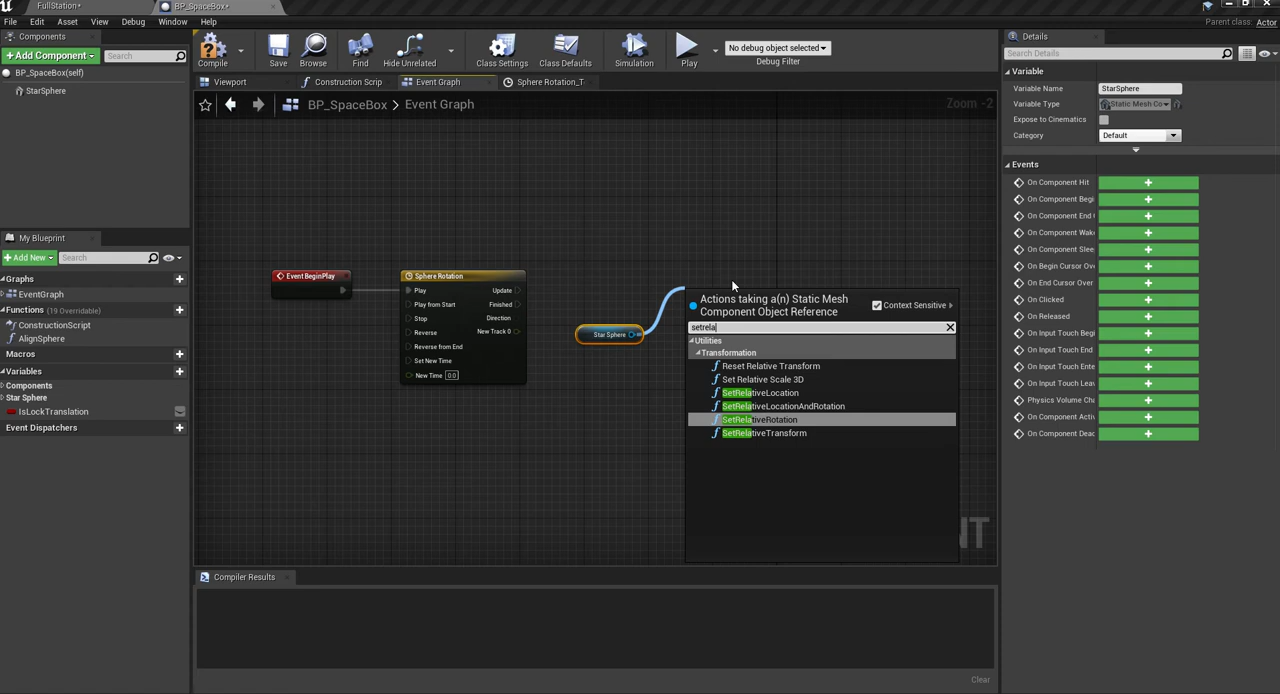 FullStation*
BP_SpaceBox*
File Edit Asset View Debug Window Help
Parent class: Actor
Components
+Add Component
Search
BP_SpaceBox(self)
StarSphere
Compile
Save
Browse
Find
Hide Unrelated
Class Settings
Class Defaults
Simulation
Play
No debug object selected
Debug Filter
Viewport
Construction Scrip
Event Graph
Sphere Rotation_T
BP_SpaceBox > Event Graph
Zoom -2
Event BeginPlay
Sphere Rotation
Play
Update
Play from Start
Finished
Stop
Direction
Reverse
New Track 0
Reverse from End
Set New Time
New Time 0.0
Star Sphere
Actions taking a(n) Static Mesh
Component Object Reference
Context Sensitive
setrela
Utilities
Transformation
Reset Relative Transform
Set Relative Scale 3D
SetRelativeLocation
SetRelativeLocationAndRotation
SetRelativeRotation
SetRelativeTransform
NT
My Blueprint
+Add New
Search
Graphs
EventGraph
Functions (19 Overridable)
ConstructionScript
AlignSphere
Macros
Variables
Components
Star Sphere
IsLockTranslation
Event Dispatchers
Compiler Results
Clear
Details
Search Details
Variable
Variable Name StarSphere
Variable Type Static Mesh Co
Expose to Cinematics
Category Default
Events
On Component Hit
On Component Begi
On Component End
On Component Wak
On Component Slee
On Begin Cursor Ov
On End Cursor Over
On Clicked
On Released
On Input Touch Begi
On Input Touch End
On Input Touch Ente
On Input Touch Leav
Physics Volume Cha
On Component Activ
On Component Deac